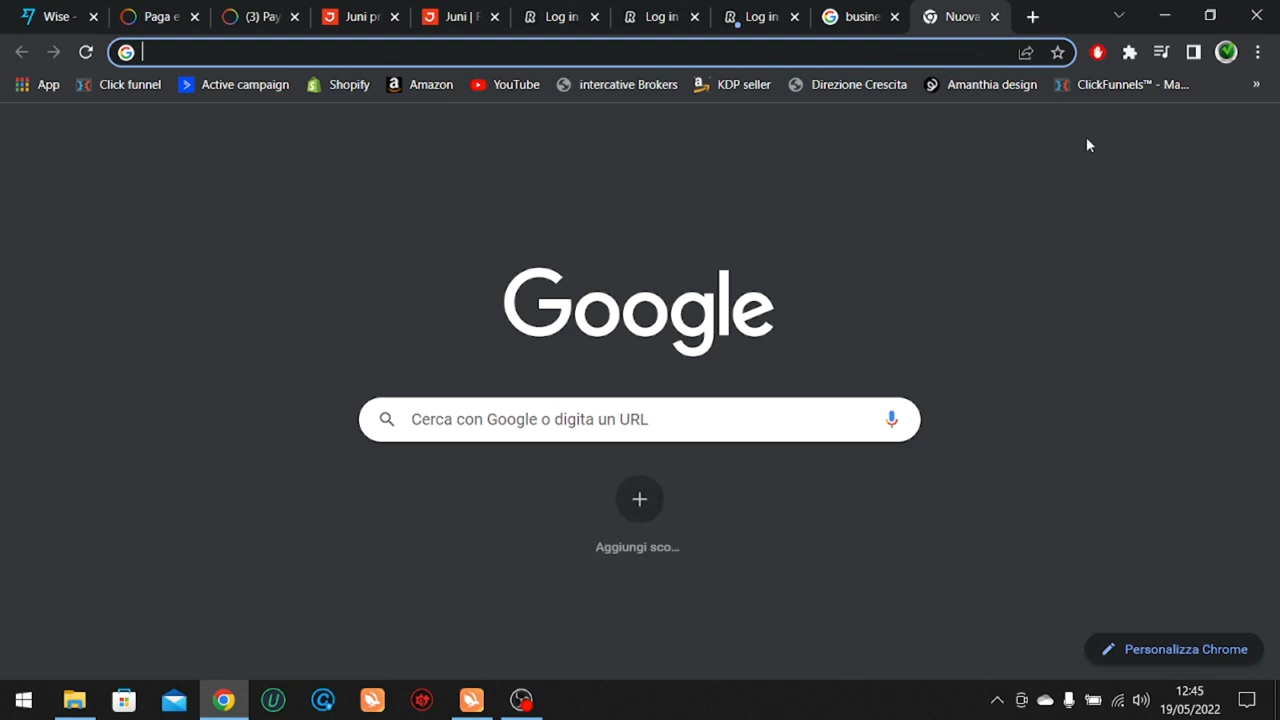 Wise -
Paga e
(3) Pay
Juni pr
Juni | F
Log in
Log in
Log in
busine
Nuova
App
Click funnel
Active campaign
Shopify
Amazon
YouTube
intercative Brokers
KDP seller
Direzione Crescita
Amanthia design
ClickFunnels™ - Ma...
»
Google
Cerca con Google o digita un URL
Aggiungi sco...
Personalizza Chrome
12:45
19/05/2022